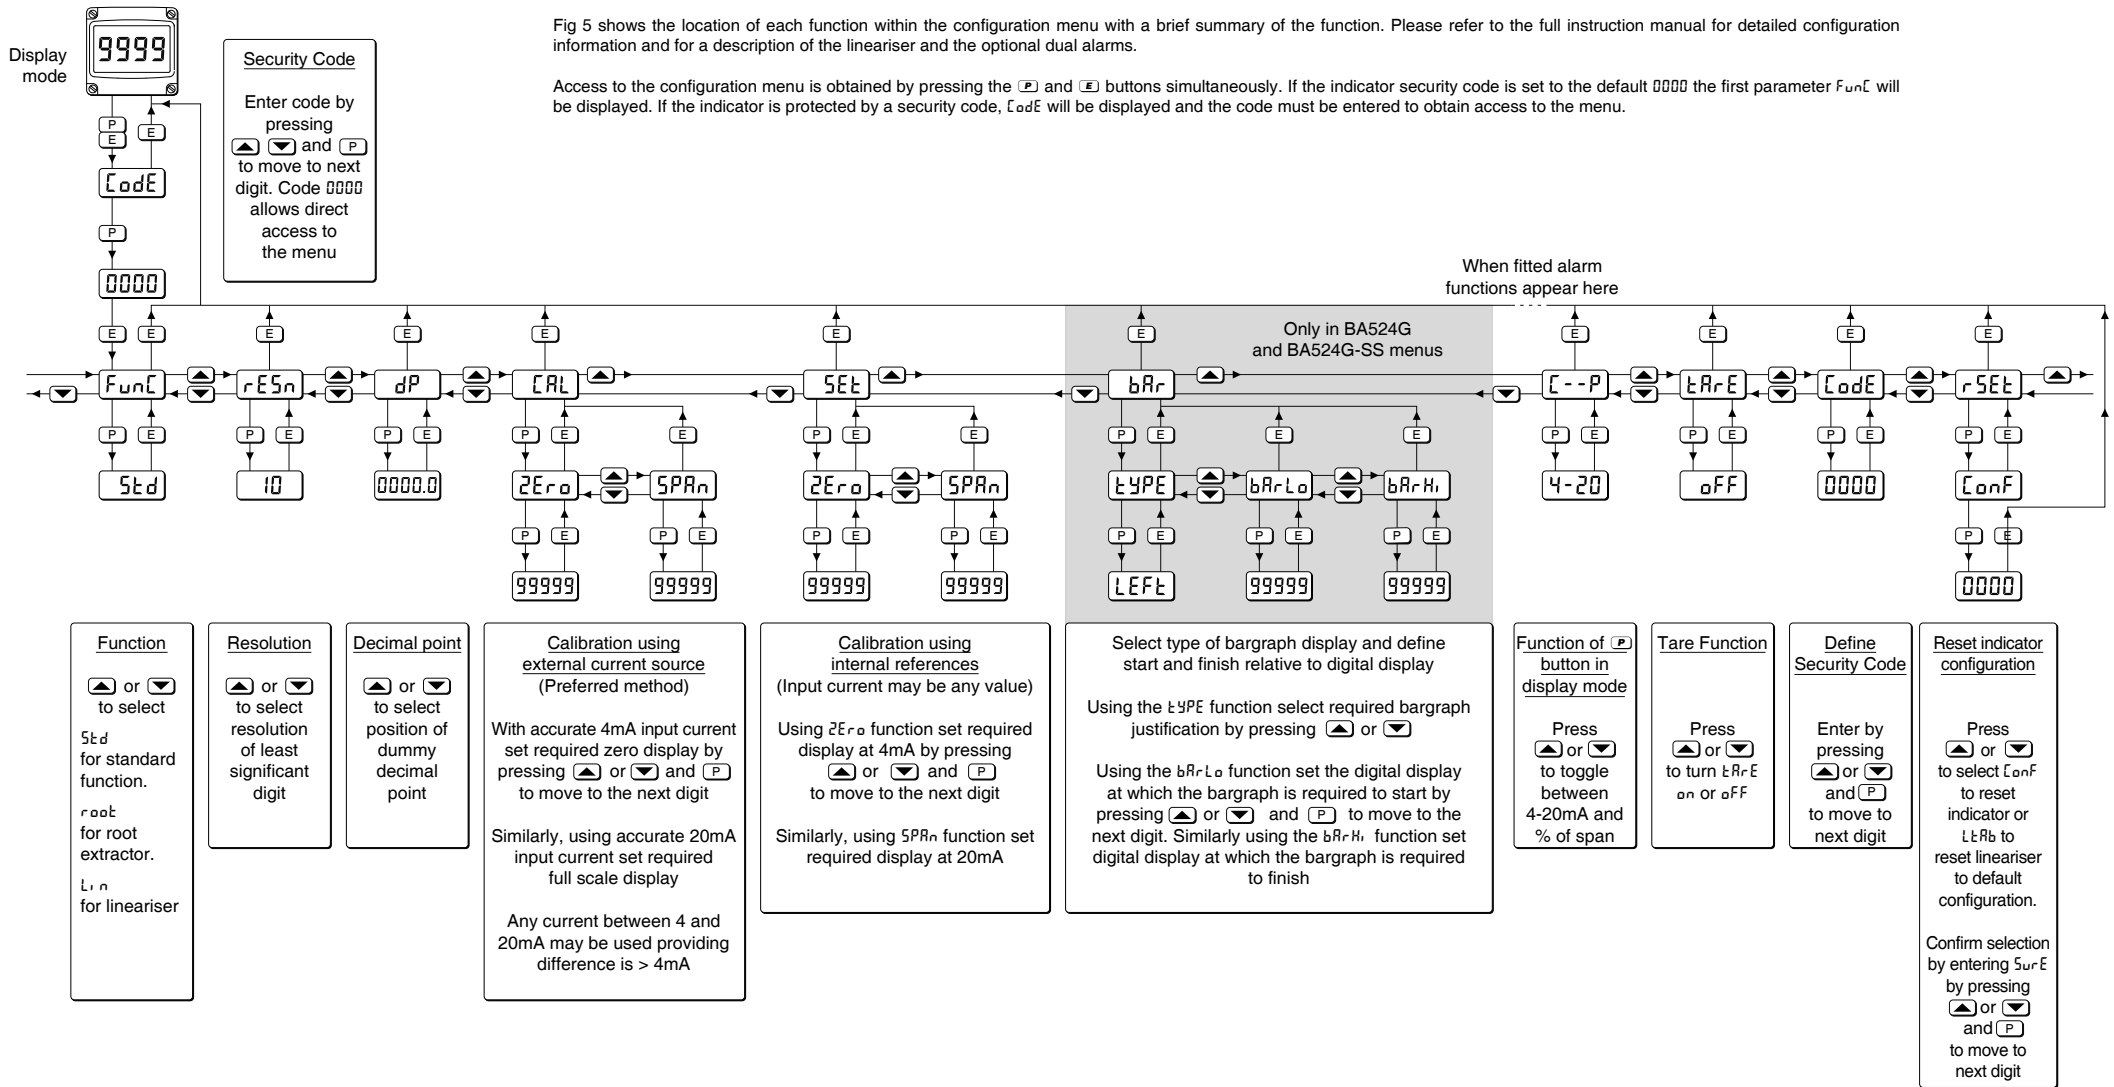 Fig 5 shows the location of each function within the configuration menu with a brief summary of the function. Please refer to the full instruction manual for detailed configuration
information and for a description of the lineariser and the optional dual alarms.
Access to the configuration menu is obtained by pressing the P and E buttons simultaneously. If the indicator security code is set to the default 0000 the first parameter FunC will
be displayed. If the indicator is protected by a security code, CodE will be displayed and the code must be entered to obtain access to the menu.
Display
mode
9999
P
E
E
CodE
P
0000
Security Code
Enter code by
pressing
and P
to move to next
digit. Code 0000
allows direct
access to
the menu
When fitted alarm
functions appear here
Only in BA524G
and BA524G-SS menus
E E E E E E E E E E E
FunC rESn dP CAL SEt bAr C--P tArE CodE rSEt
P E P E P E P E E P E E P E E E P E P E P E P E
Std 10 0000.0 2Ero SPAn 2Ero SPAn tYPE bArLo bArHi 4-20 oFF 0000 ConF
P E P E P E P E P E P E P E P E
99999 99999 99999 99999 LEFt 99999 99999 0000
Function
or
to select
Std
for standard
function.
root
for root
extractor.
Lin
for lineariser
Resolution
or
to select
resolution
of least
significant
digit
Decimal point
or
to select
position of
dummy
decimal
point
Calibration using
external current source
(Preferred method)
With accurate 4mA input current
set required zero display by
pressing or and P
to move to the next digit
Similarly, using accurate 20mA
input current set required
full scale display
Any current between 4 and
20mA may be used providing
difference is > 4mA
Calibration using
internal references
(Input current may be any value)
Using 2Ero function set required
display at 4mA by pressing
or and P
to move to the next digit
Similarly, using SPAn function set
required display at 20mA
Select type of bargraph display and define
start and finish relative to digital display
Using the tYPE function select required bargraph
justification by pressing or
Using the bArLo function set the digital display
at which the bargraph is required to start by
pressing or and P to move to the
next digit. Similarly using the bArHi function set
digital display at which the bargraph is required
to finish
Function of P
button in
display mode
Press
or
to toggle
between
4-20mA and
% of span
Tare Function
Press
or
to turn tArE
on or oFF
Define
Security Code
Enter by
pressing
or
and P
to move to
next digit
Reset indicator
configuration
Press
or
to select ConF
to reset
indicator or
LtAb to
reset lineariser
to default
configuration.
Confirm selection
by entering SurE
by pressing
or
and P
to move to
next digit